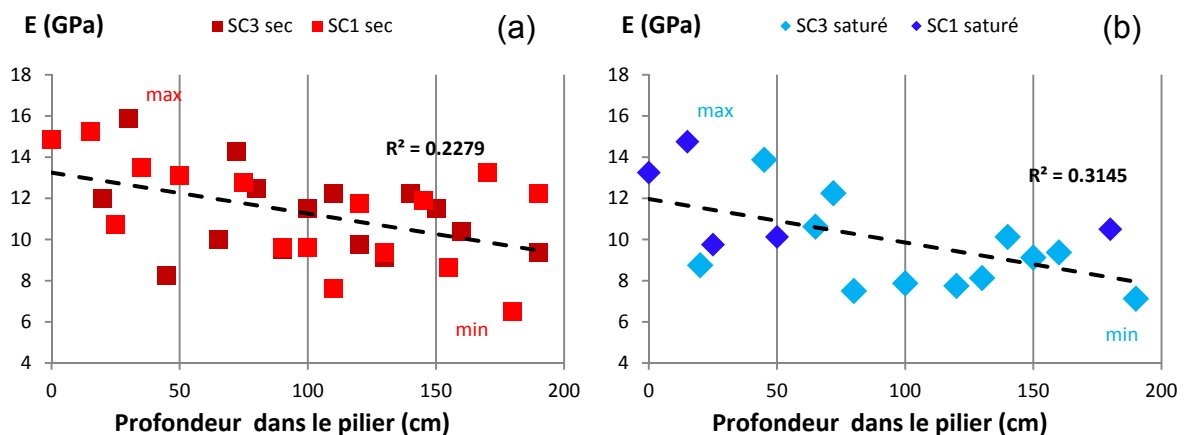 E (GPa)
SC3 sec
SC1 sec
(a)
18
16
14
12
10
8
6
4
max
R² = 0.2279
min
0
50
100
150
200
Profondeur dans le pilier (cm)
E (GPa)
SC3 saturé
SC1 saturé
(b)
18
16
14
12
10
8
6
4
max
R² = 0.3145
min
0
50
100
150
200
Profondeur dans le pilier (cm)